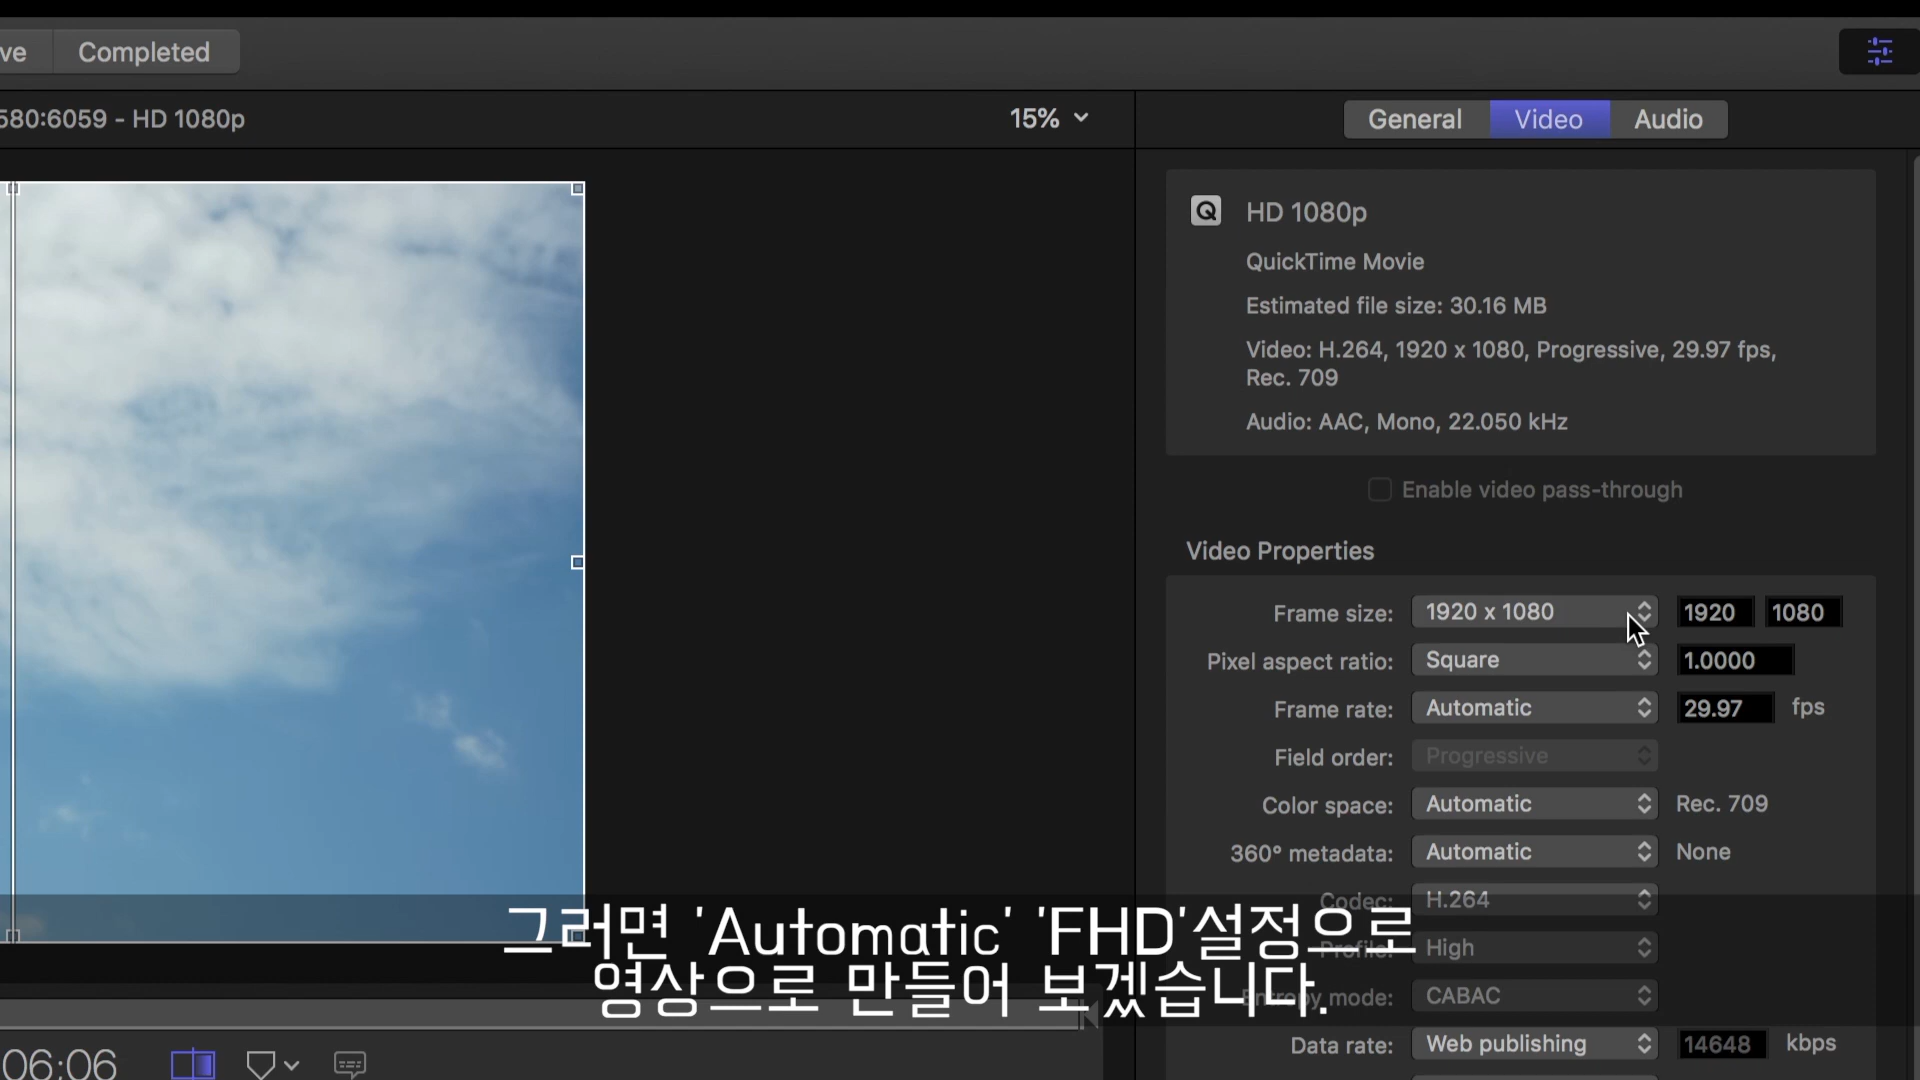 ve Completed
580:6059 - HD 1080p 15%
General Video Audio
HD 1080p
QuickTime Movie
Estimated file size: 30.16 MB
Video: H.264, 1920 x 1080, Progressive, 29.97 fps,
Rec. 709
Audio: AAC, Mono, 22.050 kHz
Enable video pass-through
Video Properties
Frame size: 1920 x 1080 1920 1080
Pixel aspect ratio: Square 1.0000
Frame rate: Automatic 29.97 fps
Field order: Progressive
Color space: Automatic Rec. 709
360° metadata: Automatic None
Codec: H.264
그러면 'Automatic' 'FHD'설정으로
Profile: High
영상으로 만들어 보겠습니다.
Entropy mode: CABAC
Data rate: Web publishing 14648 kbps
06:06